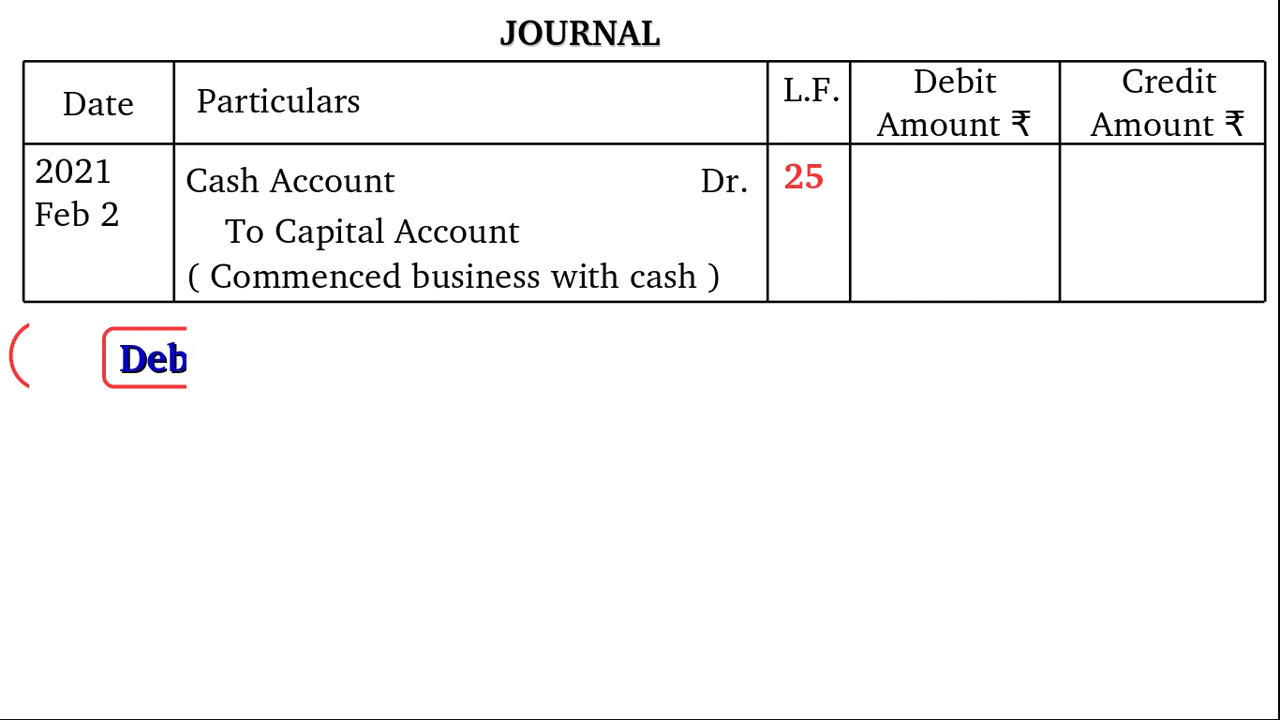 JOURNAL
Date Particulars L.F. Debit Amount ₹ Credit Amount ₹
2021
Feb 2
Cash Account Dr. 25
To Capital Account
( Commenced business with cash )
Deb